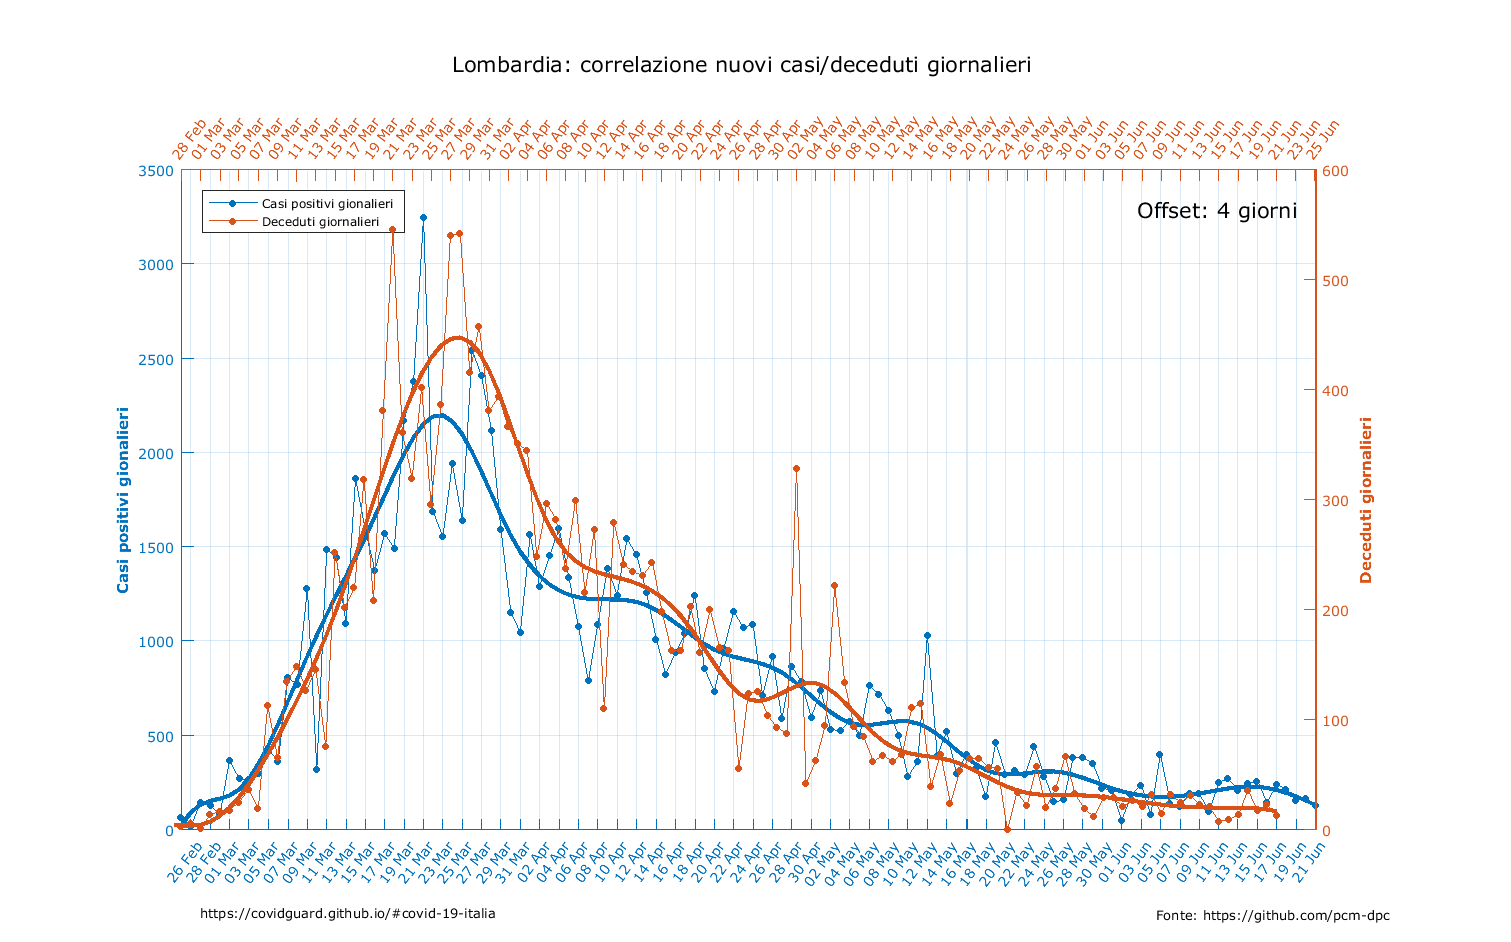 Lombardia: correlazione nuovi casi/deceduti giornalieri
28 Feb 01 Mar 03 Mar 05 Mar 07 Mar 09 Mar 11 Mar 13 Mar 15 Mar 17 Mar 19 Mar 21 Mar 23 Mar 25 Mar 27 Mar 29 Mar 31 Mar 02 Apr 04 Apr 06 Apr 08 Apr 10 Apr 12 Apr 14 Apr 16 Apr 18 Apr 20 Apr 22 Apr 24 Apr 26 Apr 28 Apr 30 Apr 02 May 04 May 06 May 08 May 10 May 12 May 14 May 16 May 18 May 20 May 22 May 24 May 26 May 28 May 30 May 01 Jun 03 Jun 05 Jun 07 Jun 09 Jun 11 Jun 13 Jun 15 Jun 17 Jun 19 Jun 21 Jun 23 Jun 25 Jun
3500
3000
2500
2000
1500
1000
500
0
Casi positivi gionalieri
Casi positivi gionalieri
Deceduti giornalieri
Offset: 4 giorni
600
500
400
300
200
100
0
Deceduti giornalieri
26 Feb 28 Feb 01 Mar 03 Mar 05 Mar 07 Mar 09 Mar 11 Mar 13 Mar 15 Mar 17 Mar 19 Mar 21 Mar 23 Mar 25 Mar 27 Mar 29 Mar 31 Mar 02 Apr 04 Apr 06 Apr 08 Apr 10 Apr 12 Apr 14 Apr 16 Apr 18 Apr 20 Apr 22 Apr 24 Apr 26 Apr 28 Apr 30 Apr 02 May 04 May 06 May 08 May 10 May 12 May 14 May 16 May 18 May 20 May 22 May 24 May 26 May 28 May 30 May 01 Jun 03 Jun 05 Jun 07 Jun 09 Jun 11 Jun 13 Jun 15 Jun 17 Jun 19 Jun 21 Jun
https://covidguard.github.io/#covid-19-italia
Fonte: https://github.com/pcm-dpc